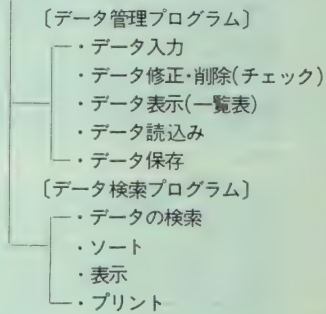 〔データ管理プログラム〕
・データ入力
・データ修正・削除(チェック)
・データ表示(一覧表)
・データ読込み
・データ保存
〔データ検索プログラム〕
・データの検索
・ソート
・表示
・プリント